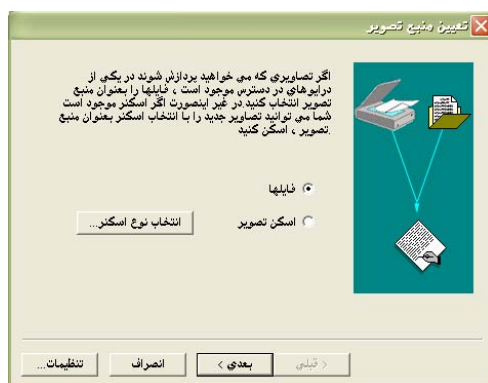 تعیین منبع تصویر
اگر تصاویری که می خواهید پردازش شوند در یکی از
درایوهای در دسترس موجود است ، فایلها را بعنوان منبع
تصویر انتخاب کنید.در غیر اینصورت اگر اسکنر موجود است
شما می توانید تصاویر جدید را با انتخاب اسکنر بعنوان منبع
تصویر ، اسکن کنید.
فایلها
اسکن تصویر
انتخاب نوع اسکنر...
< قبلی
بعدی >
انصراف
تنظیمات...